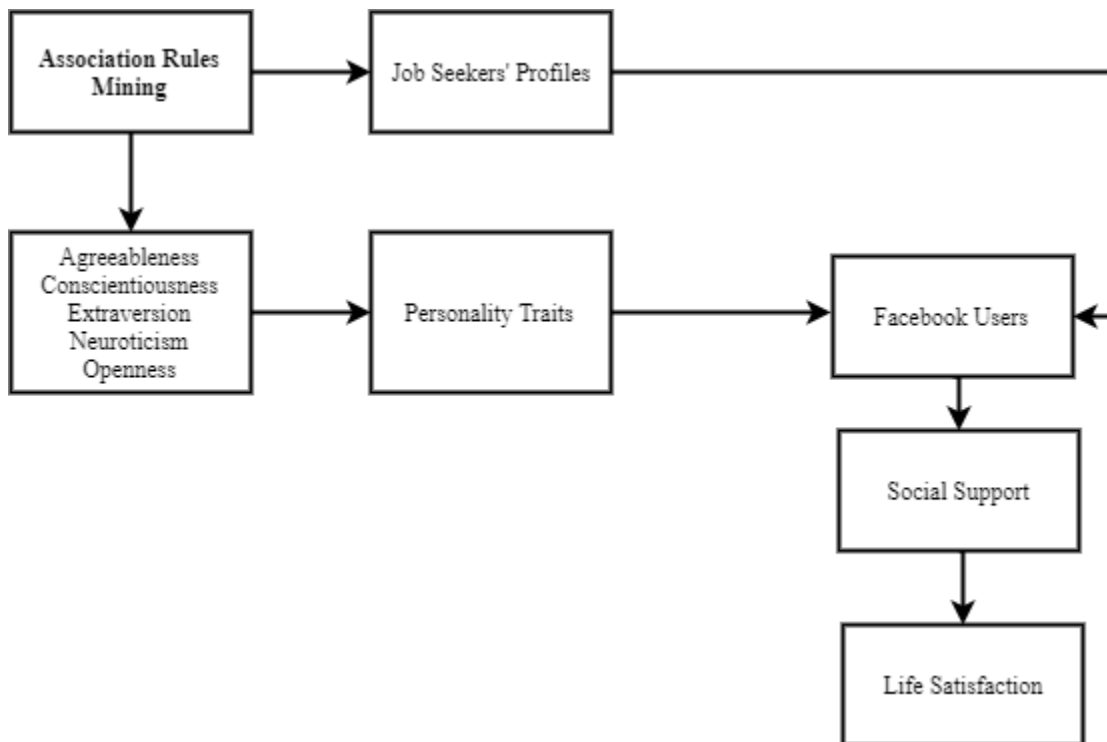 Association Rules
Mining
Job Seekers' Profiles
Agreeableness
Conscientiousness
Extraversion
Neuroticism
Openness
Personality Traits
Facebook Users
Social Support
Life Satisfaction